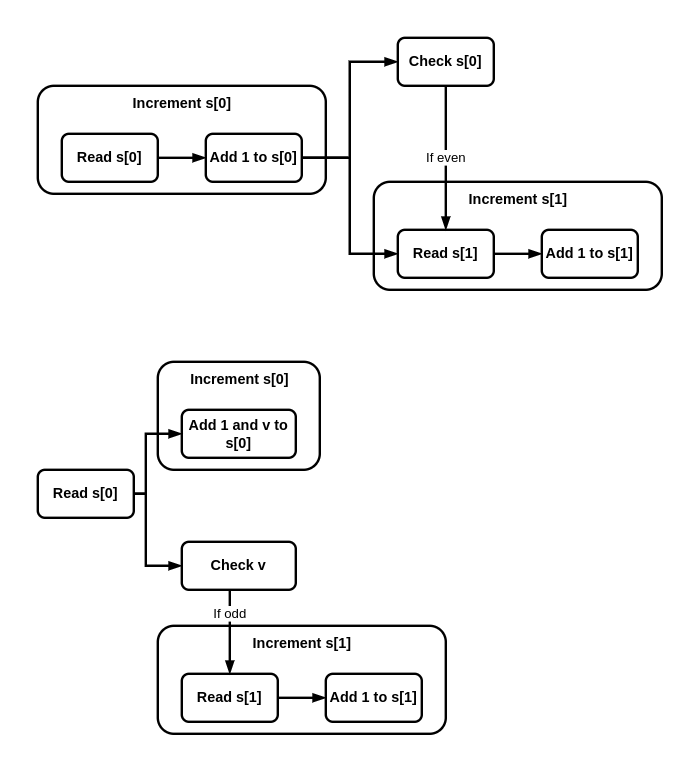 Check s[0]
Increment s[0]
Read s[0]
Add 1 to s[0]
If even
Increment s[1]
Read s[1]
Add 1 to s[1]
Increment s[0]
Add 1 and v to
s[0]
Read s[0]
Check v
If odd
Increment s[1]
Read s[1]
Add 1 to s[1]